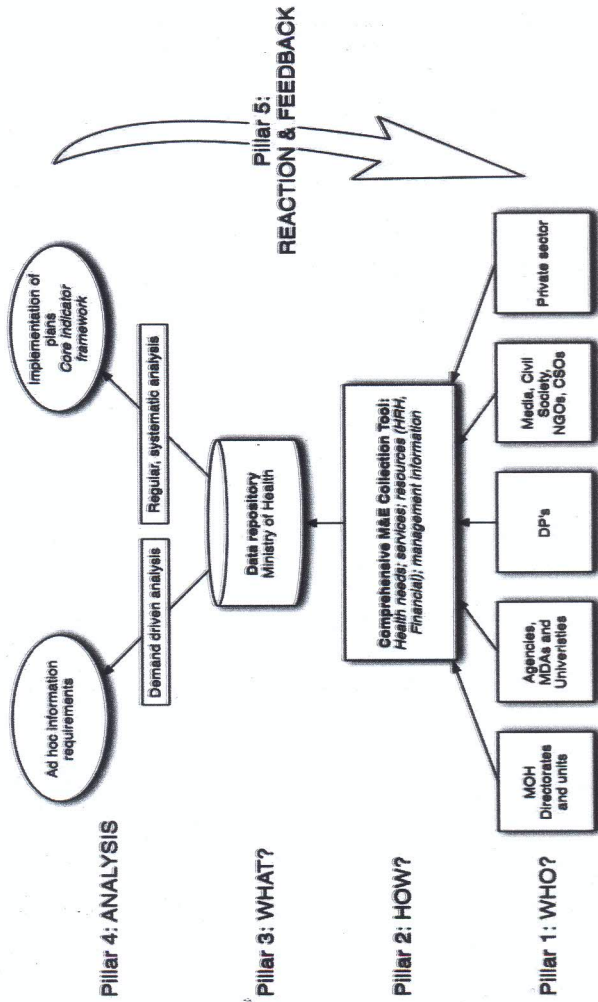 Pillar 4: ANALYSIS
Ad hoc information
requirements
Implementation of
plans
Core indicator
framework
Demand driven analysis
Regular, systematic analysis
Pillar 5:
REACTION & FEEDBACK
Pillar 3: WHAT?
Data repository
Ministry of Health
Pillar 2: HOW?
Comprehensive M&E Collection Tool:
Health needs; services; resources (HRH,
Financial); management information
Pillar 1: WHO?
MOH
Directorates
and units
Agencies,
MDAs and
Univeristies
DP's
Media, Civil
Society,
NGOs, CSOs
Private sector